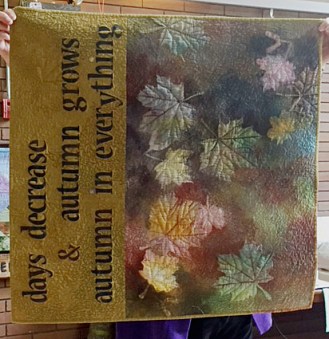 days decrease
& autumn grows
autumn in everything